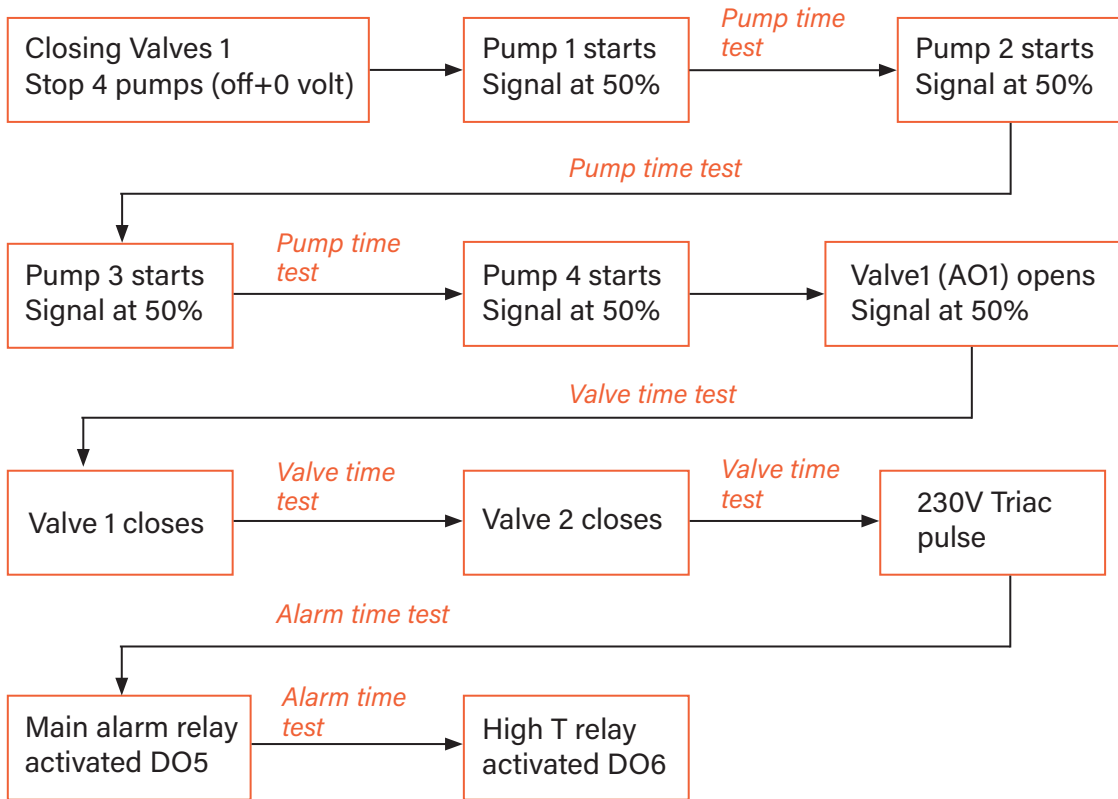 Closing Valves 1
Stop 4 pumps (off+0 volt)
Pump 1 starts
Signal at 50%
Pump time
test
Pump 2 starts
Signal at 50%
Pump time test
Pump 3 starts
Signal at 50%
Pump time
test
Pump 4 starts
Signal at 50%
Valve1 (AO1) opens
Signal at 50%
Valve time test
Valve 1 closes
Valve time
test
Valve 2 closes
Valve time
test
230V Triac
pulse
Alarm time test
Main alarm relay
activated DO5
Alarm time
test
High T relay
activated DO6